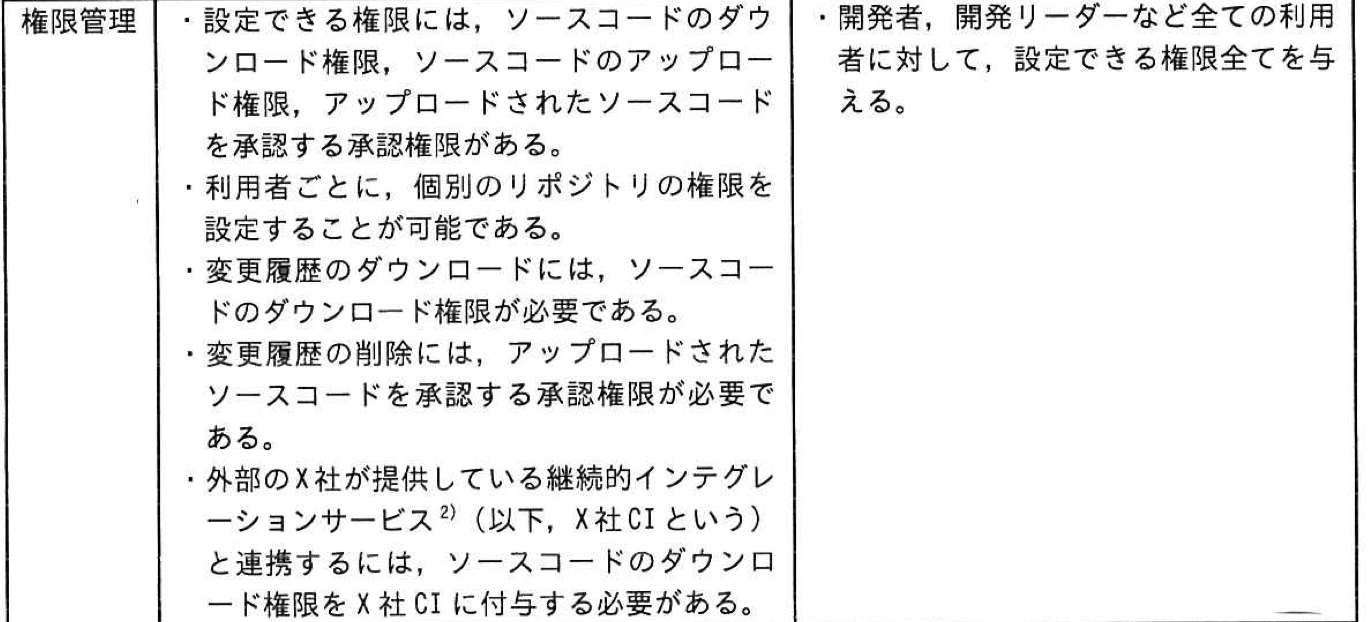 権限管理
・設定できる権限には，ソースコードのダウ
ンロード権限，ソースコードのアップロー
ド権限，アップロードされたソースコード
を承認する承認権限がある。
・利用者ごとに，個別のリポジトリの権限を
設定することが可能である。
・変更履歴のダウンロードには，ソースコー
ドのダウンロード権限が必要である。
・変更履歴の削除には，アップロードされた
ソースコードを承認する承認権限が必要で
ある。
・外部のX社が提供している継続的インテグレ
ーションサービス2)（以下，X社CIという）
と連携するには，ソースコードのダウンロ
ード権限をX社CIに付与する必要がある。
・開発者，開発リーダーなど全ての利用
者に対して，設定できる権限全てを与
える。